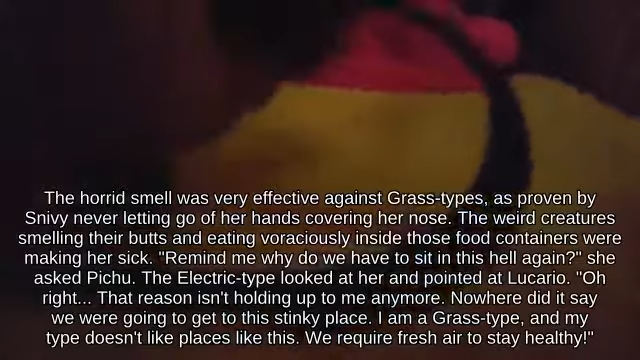 The horrid smell was very effective against Grass-types, as proven by
Snivy never letting go of her hands covering her nose. The weird creatures
smelling their butts and eating voraciously inside those food containers were
making her sick. "Remind me why do we have to sit in this hell again?" she
asked Pichu. The Electric-type looked at her and pointed at Lucario. "Oh
right... That reason isn't holding up to me anymore. Nowhere did it say
we were going to get to this stinky place. I am a Grass-type, and my
type doesn't like places like this. We require fresh air to stay healthy!"